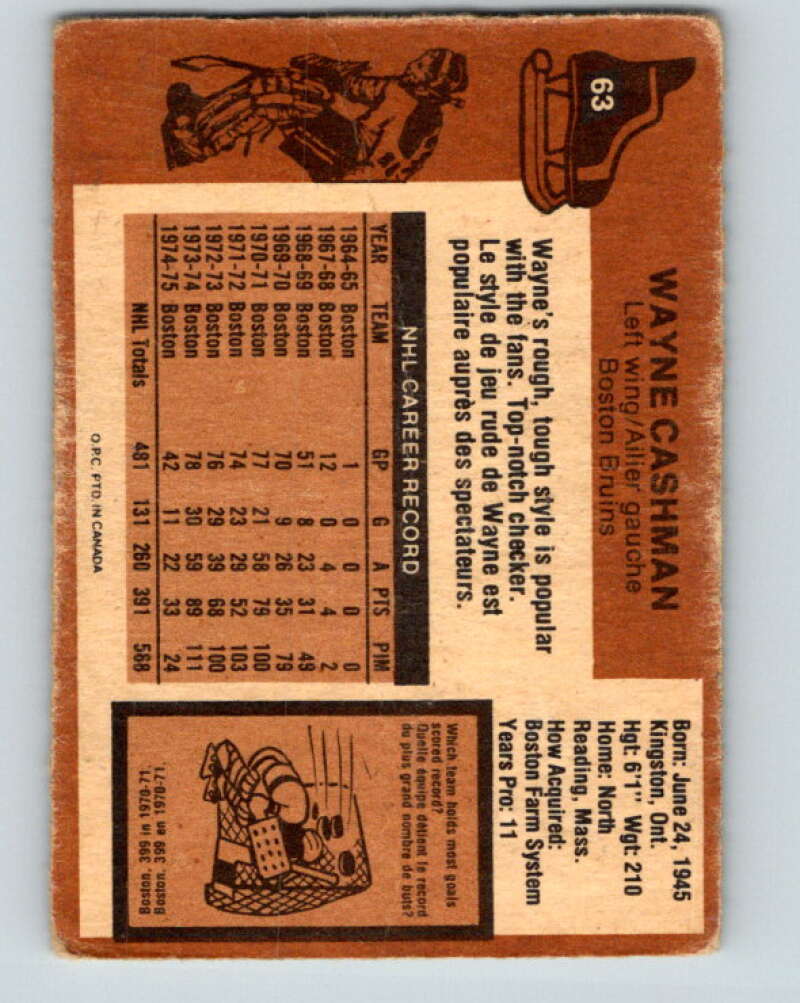 63
WAYNE CASHMAN
Left wing/Ailier gauche
Boston Bruins
Wayne's rough, tough style is popular
with the fans. Top-notch checker.
Le style de jeu rude de Wayne est
populaire auprès des spectateurs.
Born: June 24, 1945
Kingston, Ont.
Hgt: 6'1" Wgt: 210
Home: North
Reading, Mass.
How Acquired:
Boston Farm System
Years Pro: 11
NHL CAREER RECORD
YEAR TEAM GP G A PTS PIM
1964-65 Boston 1 0 0 0 0
1967-68 Boston 12 0 4 4 2
1968-69 Boston 51 8 23 31 49
1969-70 Boston 70 9 26 35 79
1970-71 Boston 77 21 58 79 100
1971-72 Boston 74 23 29 52 103
1972-73 Boston 76 29 39 68 100
1973-74 Boston 78 30 59 89 111
1974-75 Boston 42 11 22 33 24
NHL Totals 481 131 260 391 568
Which team holds most goals
scored record?
Quelle équipe détient le record
du plus grand nombre de buts?
Boston, 399 in 1970-71.
Boston, 399 en 1970-71.
O.P.C. PTD. IN CANADA